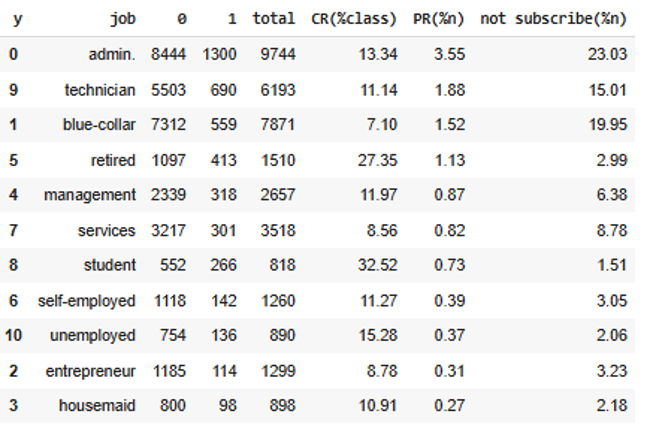 y job 0 1 total CR(%class) PR(%n) not subscribe(%n)
0 admin. 8444 1300 9744 13.34 3.55 23.03
9 technician 5503 690 6193 11.14 1.88 15.01
1 blue-collar 7312 559 7871 7.10 1.52 19.95
5 retired 1097 413 1510 27.35 1.13 2.99
4 management 2339 318 2657 11.97 0.87 6.38
7 services 3217 301 3518 8.56 0.82 8.78
8 student 552 266 818 32.52 0.73 1.51
6 self-employed 1118 142 1260 11.27 0.39 3.05
10 unemployed 754 136 890 15.28 0.37 2.06
2 entrepreneur 1185 114 1299 8.78 0.31 3.23
3 housemaid 800 98 898 10.91 0.27 2.18